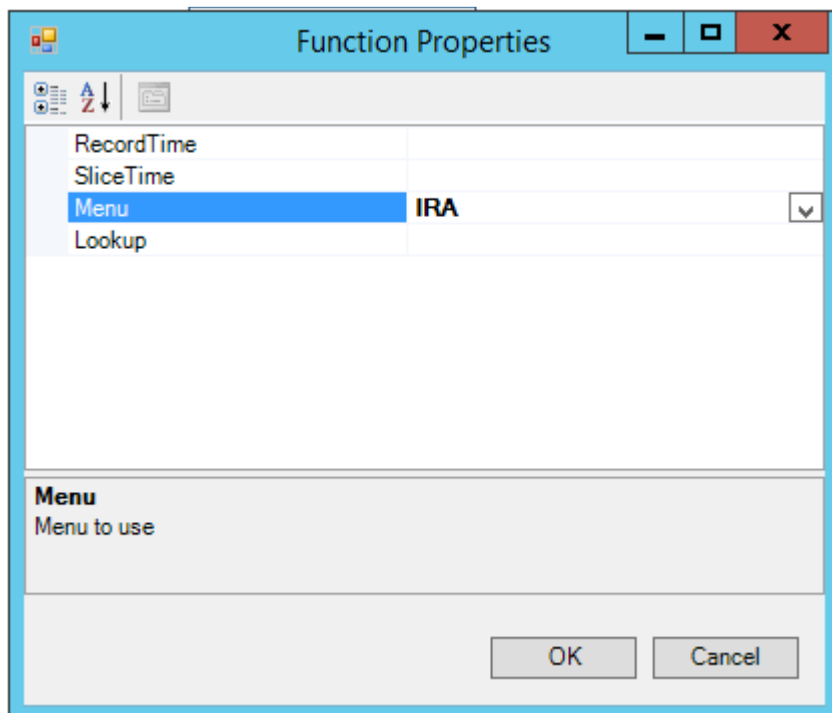 Function Properties
RecordTime
SliceTime
Menu IRA
Lookup
Menu
Menu to use
OK Cancel